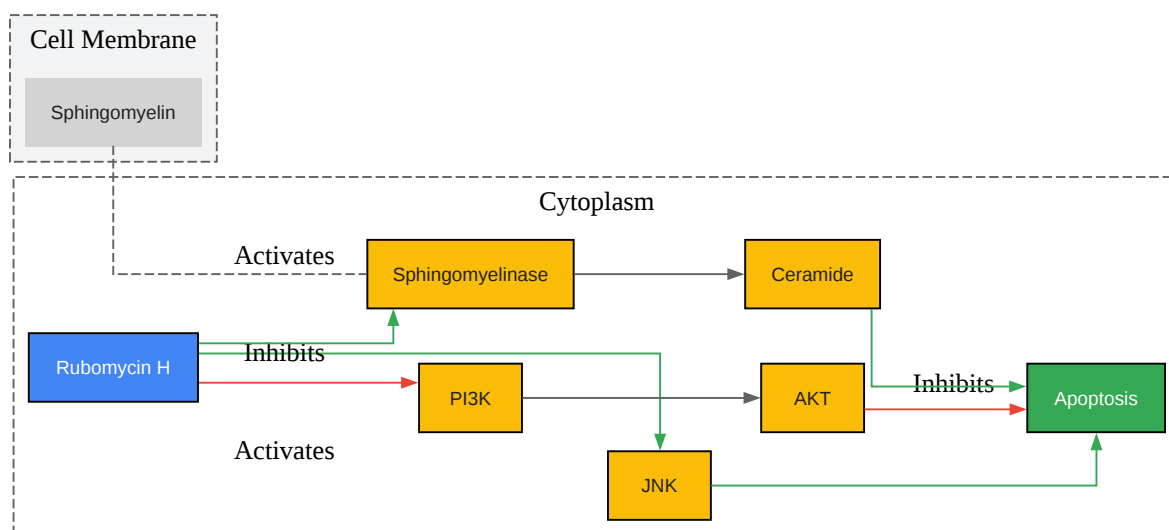 Cell Membrane
Sphingomyelin
Cytoplasm
Activates
Sphingomyelinase
Ceramide
Rubomycin H
Inhibits
PI3K
AKT
Inhibits
Apoptosis
Activates
JNK